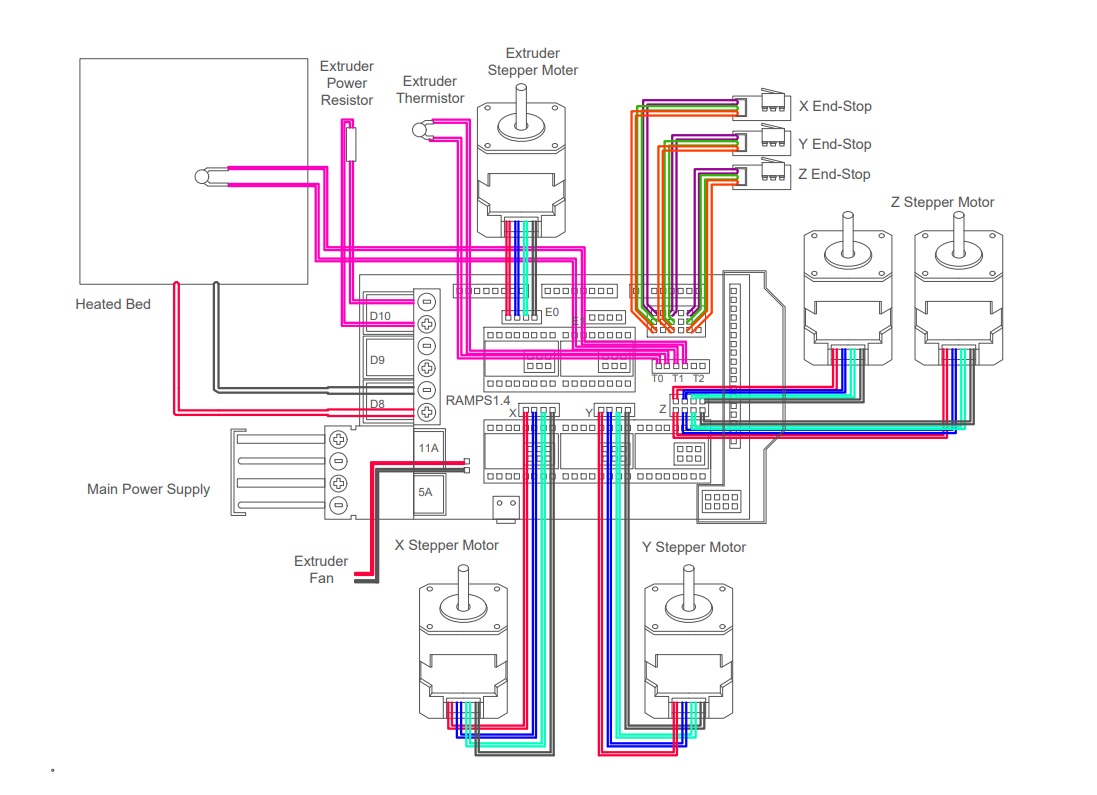 Extruder
Stepper Moter
Extruder
Power
Resistor
Extruder
Thermistor
X End-Stop
Y End-Stop
Z End-Stop
Z Stepper Motor
Heated Bed
E0
D10
D9
D8
T0 T1 T2
RAMPS1.4
X
Y
Z
11A
5A
Main Power Supply
X Stepper Motor
Y Stepper Motor
Extruder
Fan